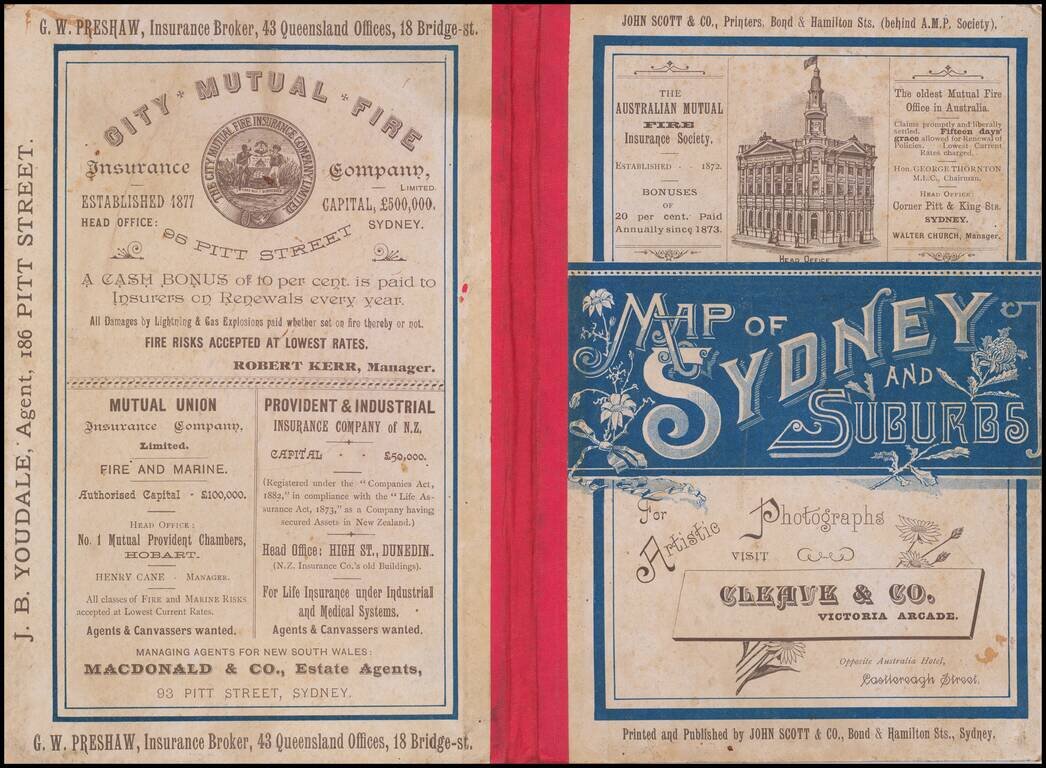 G. W. PRESHAW, Insurance Broker, 43 Queensland Offices, 18 Bridge-st.
J. B. YOUDALE, Agent, 186 PITT STREET.
CITY MUTUAL FIRE
Insurance Company,
LIMITED.
THE CITY MUTUAL FIRE INSURANCE COMPANY LIMITED
ESTABLISHED 1877
CAPITAL, £500,000,
HEAD OFFICE:
SYDNEY.
95 PITT STREET
A CASH BONUS of 10 per cent. is paid to
Insurers on Renewals every year.
All Damages by Lightning & Gas Explosions paid whether set on fire thereby or not.
FIRE RISKS ACCEPTED AT LOWEST RATES.
ROBERT KERR, Manager.
MUTUAL UNION
Insurance Company,
Limited.
FIRE AND MARINE.
Authorised Capital - £100,000.
HEAD OFFICE:
No. 1 Mutual Provident Chambers,
HOBART.
HENRY CANE - MANAGER.
All classes of FIRE and MARINE RISKS
accepted at Lowest Current Rates.
Agents & Canvassers wanted.
PROVIDENT & INDUSTRIAL
INSURANCE COMPANY of N.Z,
CAPITAL - - £50,000.
(Registered under the "Companies Act,
1882," in compliance with the "Life As-
surance Act, 1873," as a Company having
secured Assets in New Zealand.)
Head Office: HIGH ST., DUNEDIN.
(N.Z. Insurance Co.'s old Buildings).
For Life Insurance under Industrial
and Medical Systems.
Agents & Canvassers wanted.
MANAGING AGENTS FOR NEW SOUTH WALES:
MACDONALD & CO., Estate Agents,
93 PITT STREET, SYDNEY.
G. W. PRESHAW, Insurance Broker, 43 Queensland Offices, 18 Bridge-st.
JOHN SCOTT & CO., Printers, Bond & Hamilton Sts. (behind A.M.P. Society).
THE
AUSTRALIAN MUTUAL
FIRE
Insurance Society.
ESTABLISHED 1872.
BONUSES
OF
20 per cent. Paid
Annually since 1873.
HEAD OFFICE
The oldest Mutual Fire
Office in Australia.
Claims promptly and liberally
settled. Fifteen days'
grace allowed for Renewal of
Policies. Lowest Current
Rates charged.
Hon. GEORGE THORNTON
M.L.C., Chairman.
HEAD OFFICE:
Corner Pitt & King Sts.
SYDNEY.
WALTER CHURCH, Manager.
MAP OF
SYDNEY
AND
SUBURBS
For
Artistic
Photographs
VISIT
CLEAVE & CO.
VICTORIA ARCADE.
Opposite Australia Hotel,
Castlereagh Street.
Printed and Published by JOHN SCOTT & CO., Bond & Hamilton Sts., Sydney.